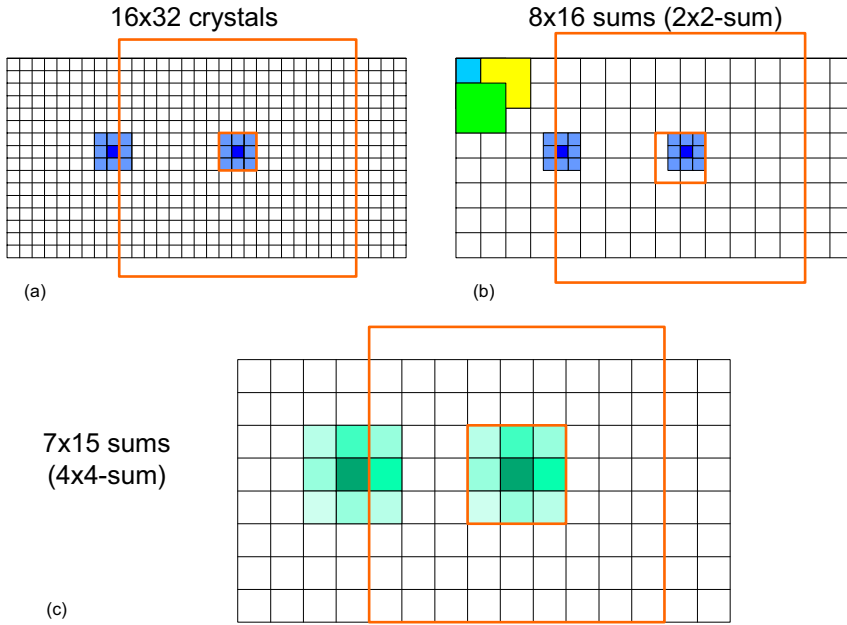 16x32 crystals
8x16 sums (2x2-sum)
(a)
(b)
7x15 sums
(4x4-sum)
(c)